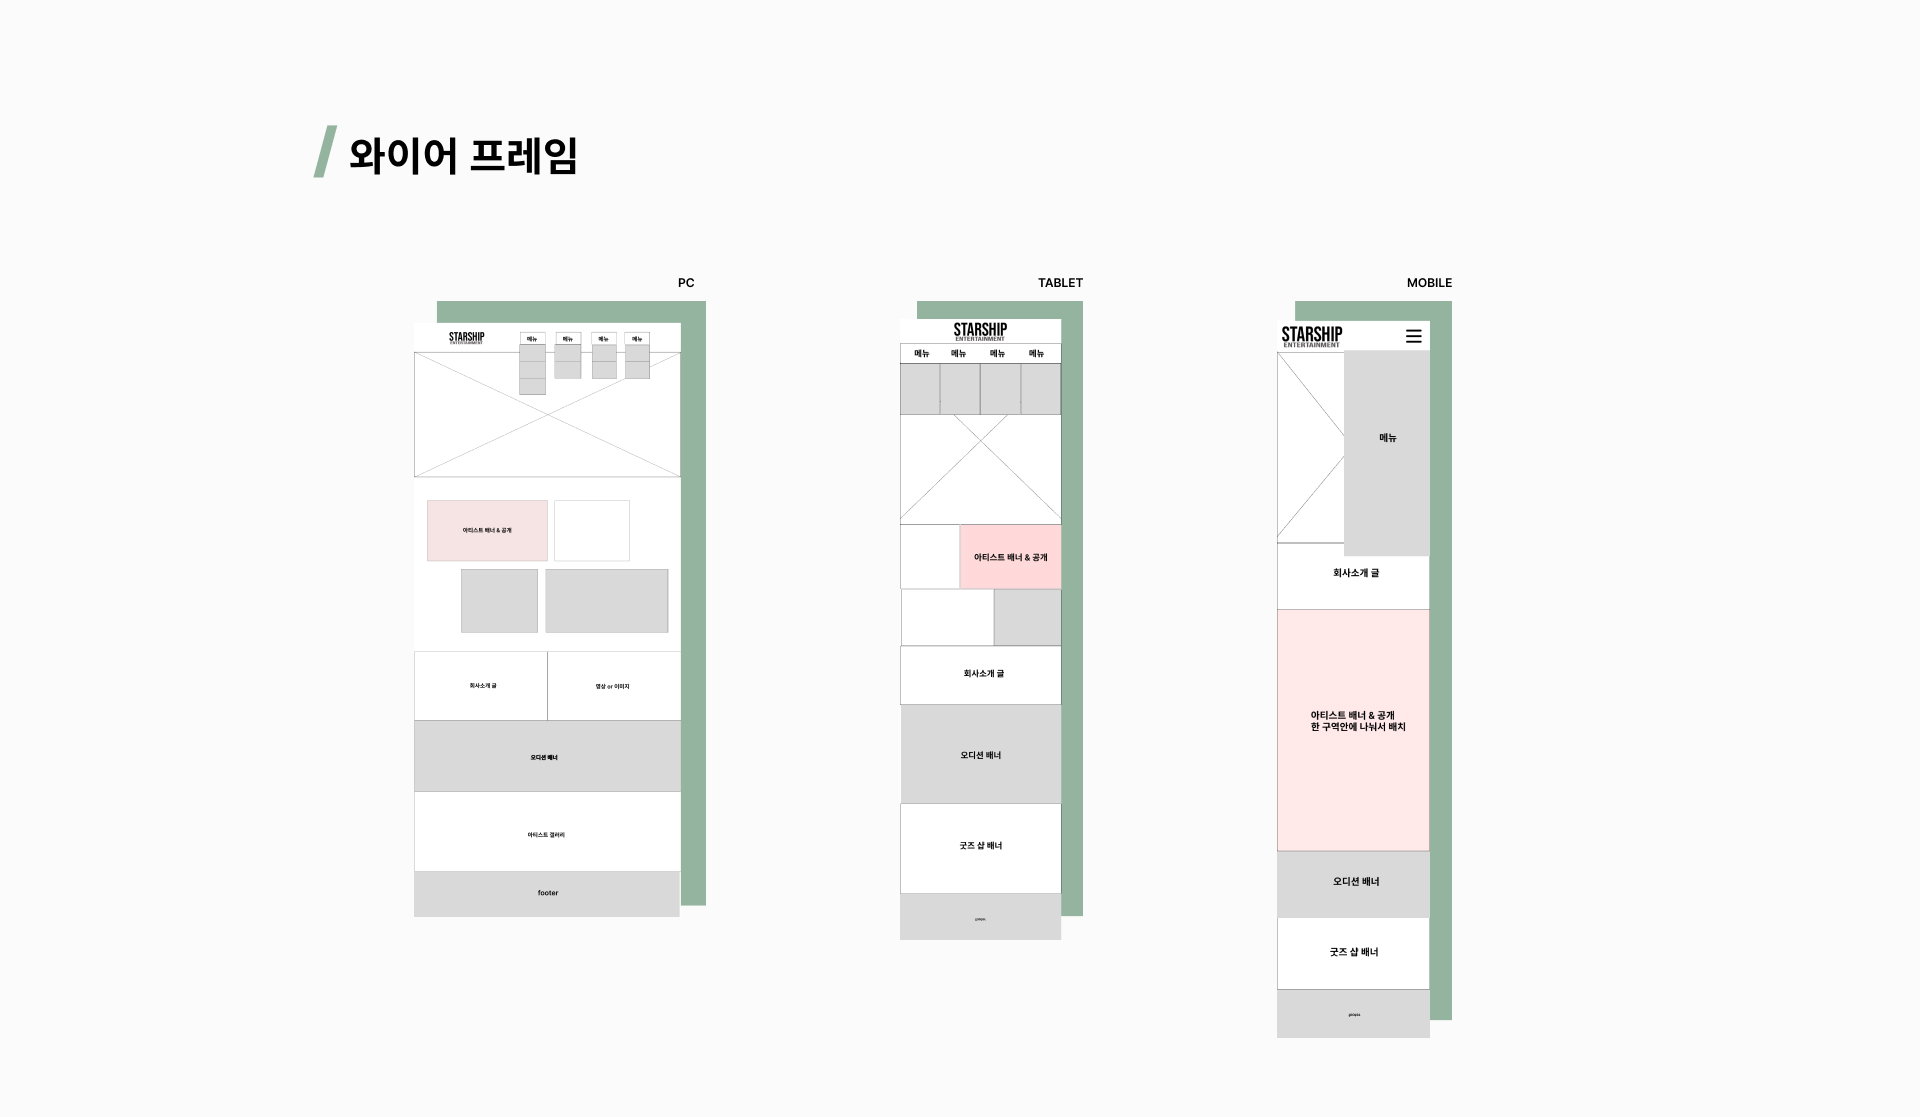 와이어 프레임
PC
STARSHIP
ENTERTAINMENT
메뉴
메뉴
메뉴
메뉴
아티스트 배너 & 공개
회사소개 글
영상 or 이미지
오디션 배너
아티스트 갤러리
footer
TABLET
STARSHIP
ENTERTAINMENT
메뉴
메뉴
메뉴
메뉴
아티스트 배너 & 공개
회사소개 글
오디션 배너
굿즈 샵 배너
MOBILE
STARSHIP
ENTERTAINMENT
메뉴
회사소개 글
아티스트 배너 & 공개
한 구역안에 나눠서 배치
오디션 배너
굿즈 샵 배너